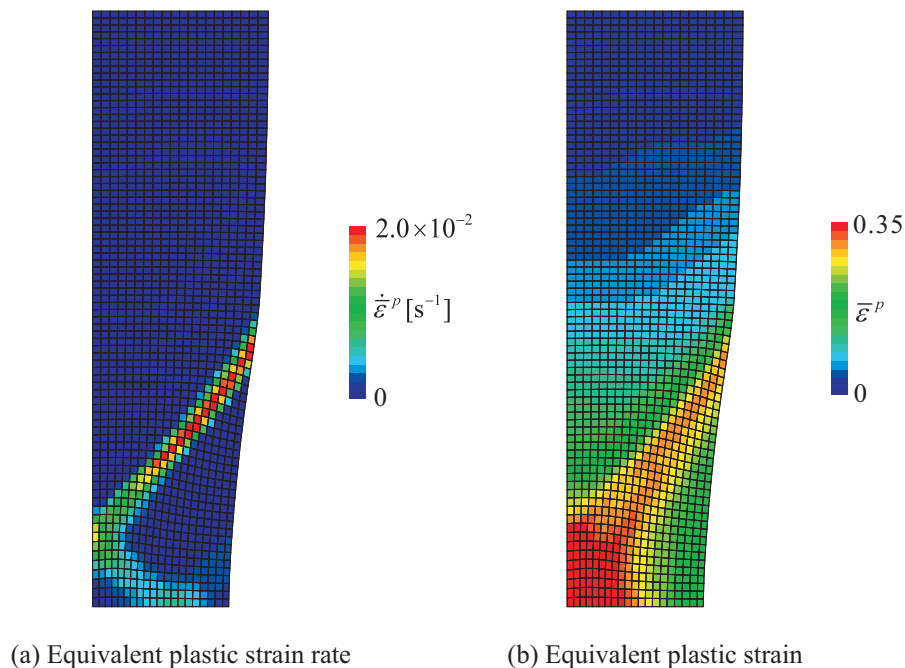 2.0×10⁻²
ε̄̇ᵖ [s⁻¹]
0
0.35
ε̄ᵖ
0
(a) Equivalent plastic strain rate
(b) Equivalent plastic strain